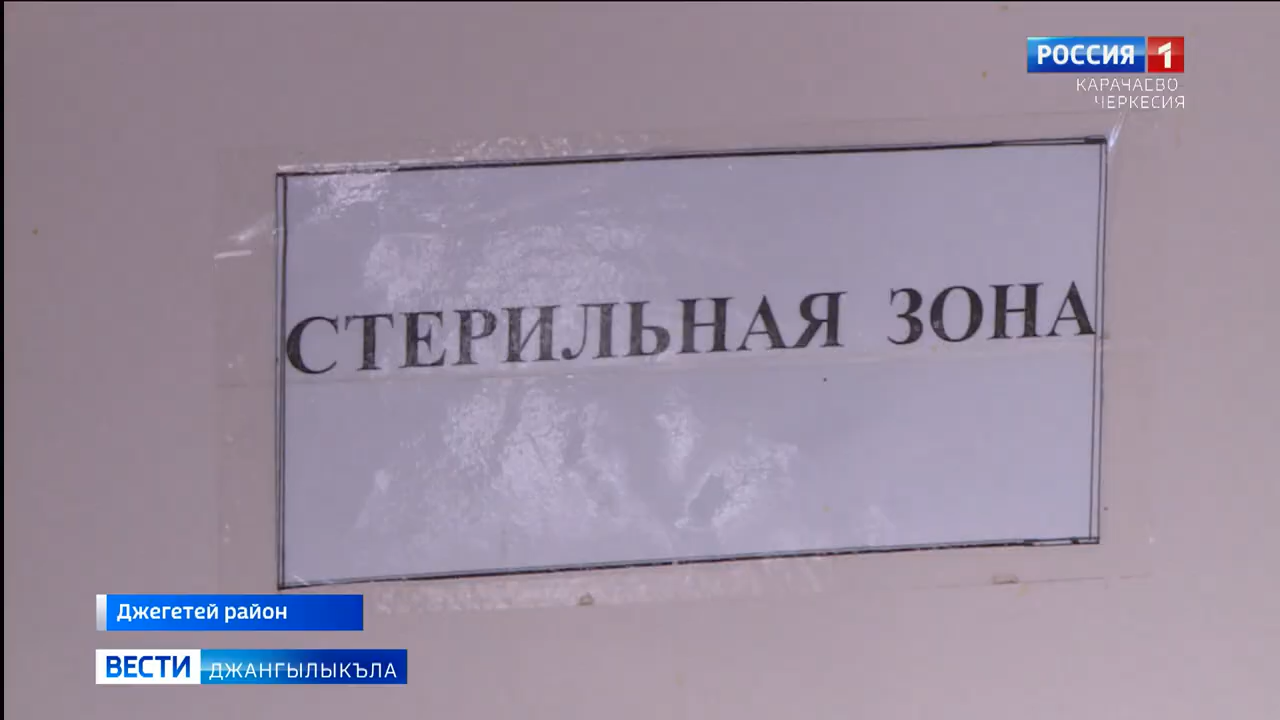 РОССИЯ 1
КАРАЧАЕВО-
ЧЕРКЕСИЯ
СТЕРИЛЬНАЯ ЗОНА
Джегетей район
ВЕСТИ ДЖАНГЫЛЫКЪЛА